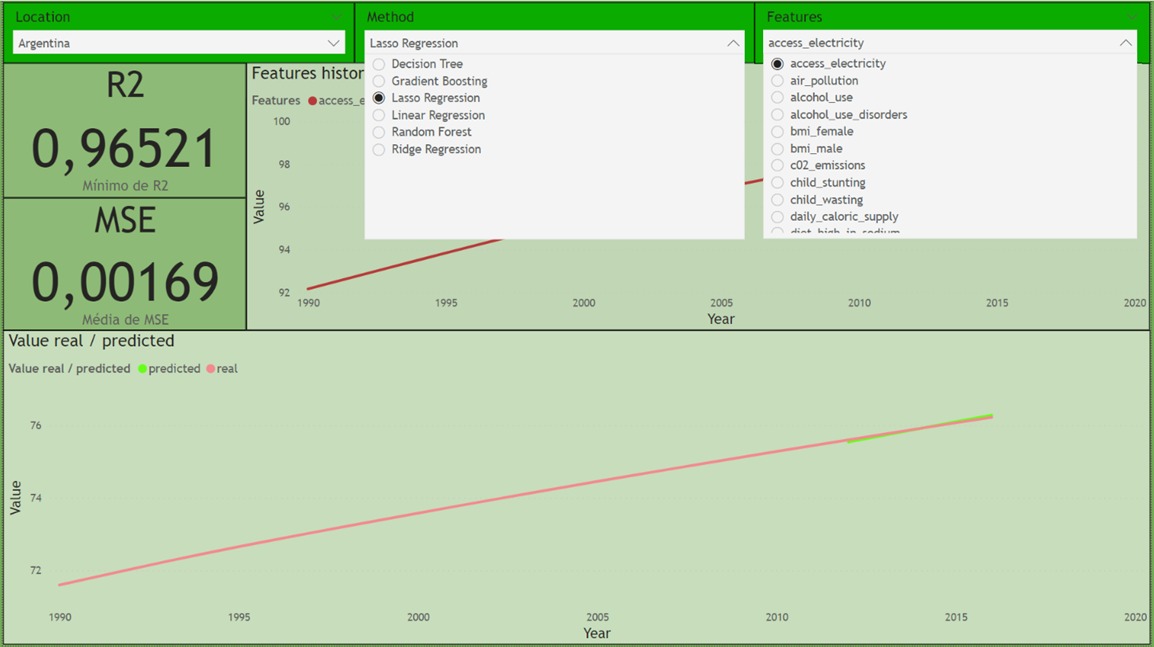 Location
Argentina
Method
Lasso Regression
Decision Tree
Gradient Boosting
Lasso Regression
Linear Regression
Random Forest
Ridge Regression
Features
access_electricity
access_electricity
air_pollution
alcohol_use
alcohol_use_disorders
bmi_female
bmi_male
c02_emissions
child_stunting
child_wasting
daily_caloric_supply
diet_high_in_sodium
R2
0,96521
Mínimo de R2
MSE
0,00169
Média de MSE
Features histor
Features access_e
100
98
96
94
92
Value
1990 1995 2000 2005 2010 2015 2020
Year
Value real / predicted
Value real / predicted predicted real
76
74
72
Value
1990 1995 2000 2005 2010 2015 2020
Year